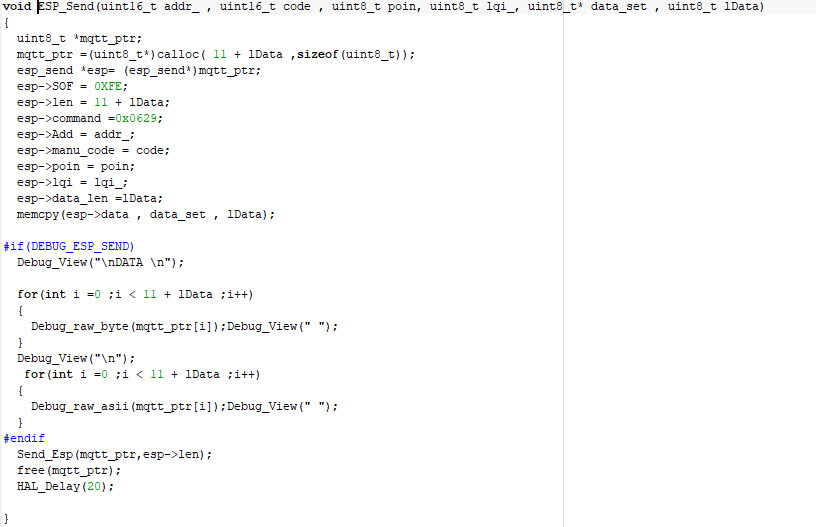 void ESP_Send(uint16_t addr_ , uint16_t code , uint8_t poin, uint8_t lqi_, uint8_t* data_set , uint8_t lData)
{
  uint8_t *mqtt_ptr;
  mqtt_ptr =(uint8_t*)calloc( 11 + lData ,sizeof(uint8_t));
  esp_send *esp= (esp_send*)mqtt_ptr;
  esp->SOF = 0XFE;
  esp->len = 11 + lData;
  esp->command =0x0629;
  esp->Add = addr_;
  esp->manu_code = code;
  esp->poin = poin;
  esp->lqi = lqi_;
  esp->data_len =lData;
  memcpy(esp->data , data_set , lData);
#if(DEBUG_ESP_SEND)
  Debug_View("\nDATA \n");
  for(int i =0 ;i < 11 + lData ;i++)
  {
    Debug_raw_byte(mqtt_ptr[i]);Debug_View(" ");
  }
  Debug_View("\n");
   for(int i =0 ;i < 11 + lData ;i++)
  {
    Debug_raw_asii(mqtt_ptr[i]);Debug_View(" ");
  }
#endif
  Send_Esp(mqtt_ptr,esp->len);
  free(mqtt_ptr);
  HAL_Delay(20);
}